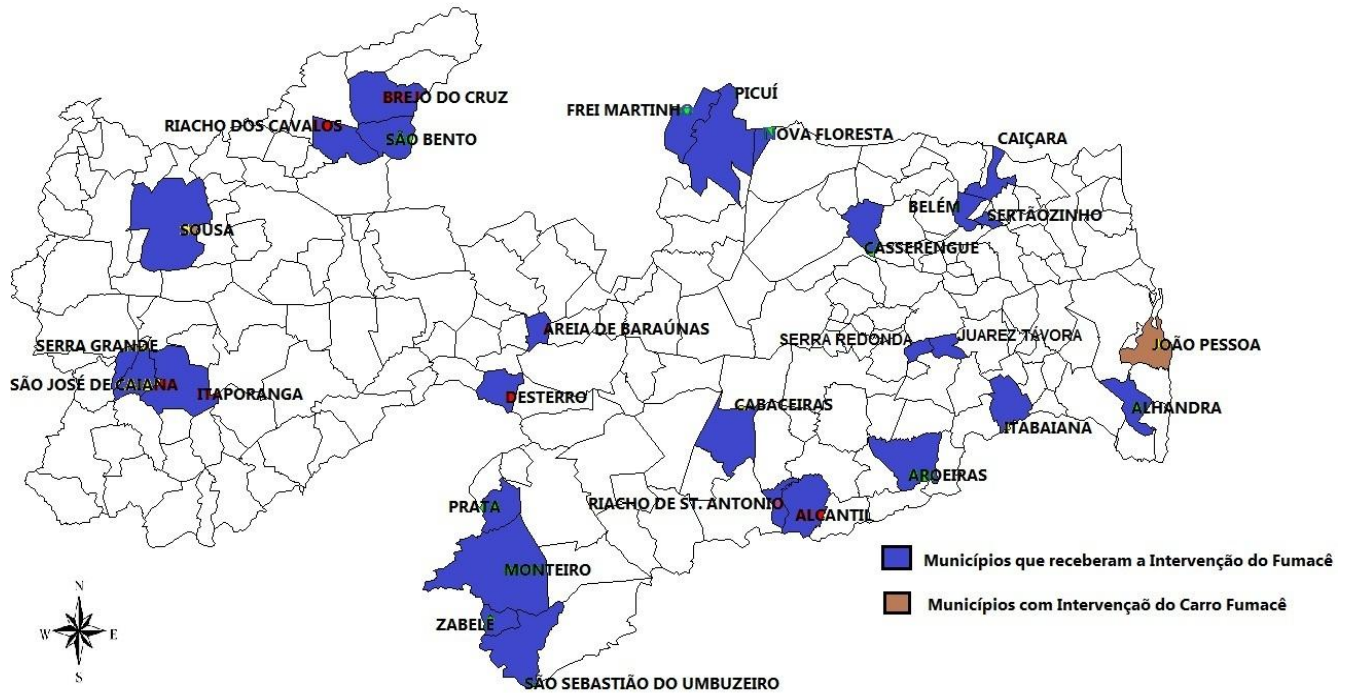 PICUÍ
BREJO DO CRUZ
FREI MARTINHO
RIACHO DOS CAVALOS
NOVA FLORESTA
SÃO BENTO
CAIÇARA
BELÉM
SERTÃOZINHO
SOUSA
CASSERENGUE
AREIA DE BARAÚNAS
SERRA REDONDA
JUAREZ TÁVORA
SERRA GRANDE
JOÃO PESSOA
SÃO JOSÉ DE CAIANA
ITAPORANGA
DESTERRO
CABACEIRAS
ALHANDRA
ITABAIANA
AROEIRAS
PRATA
RIACHO DE ST. ANTONIO
ALCANTIL
Municípios que receberam a Intervenção do Fumacê
MONTEIRO
Municípios com Intervençaõ do Carro Fumacê
N
W
E
S
ZABELÊ
SÃO SEBASTIÃO DO UMBUZEIRO